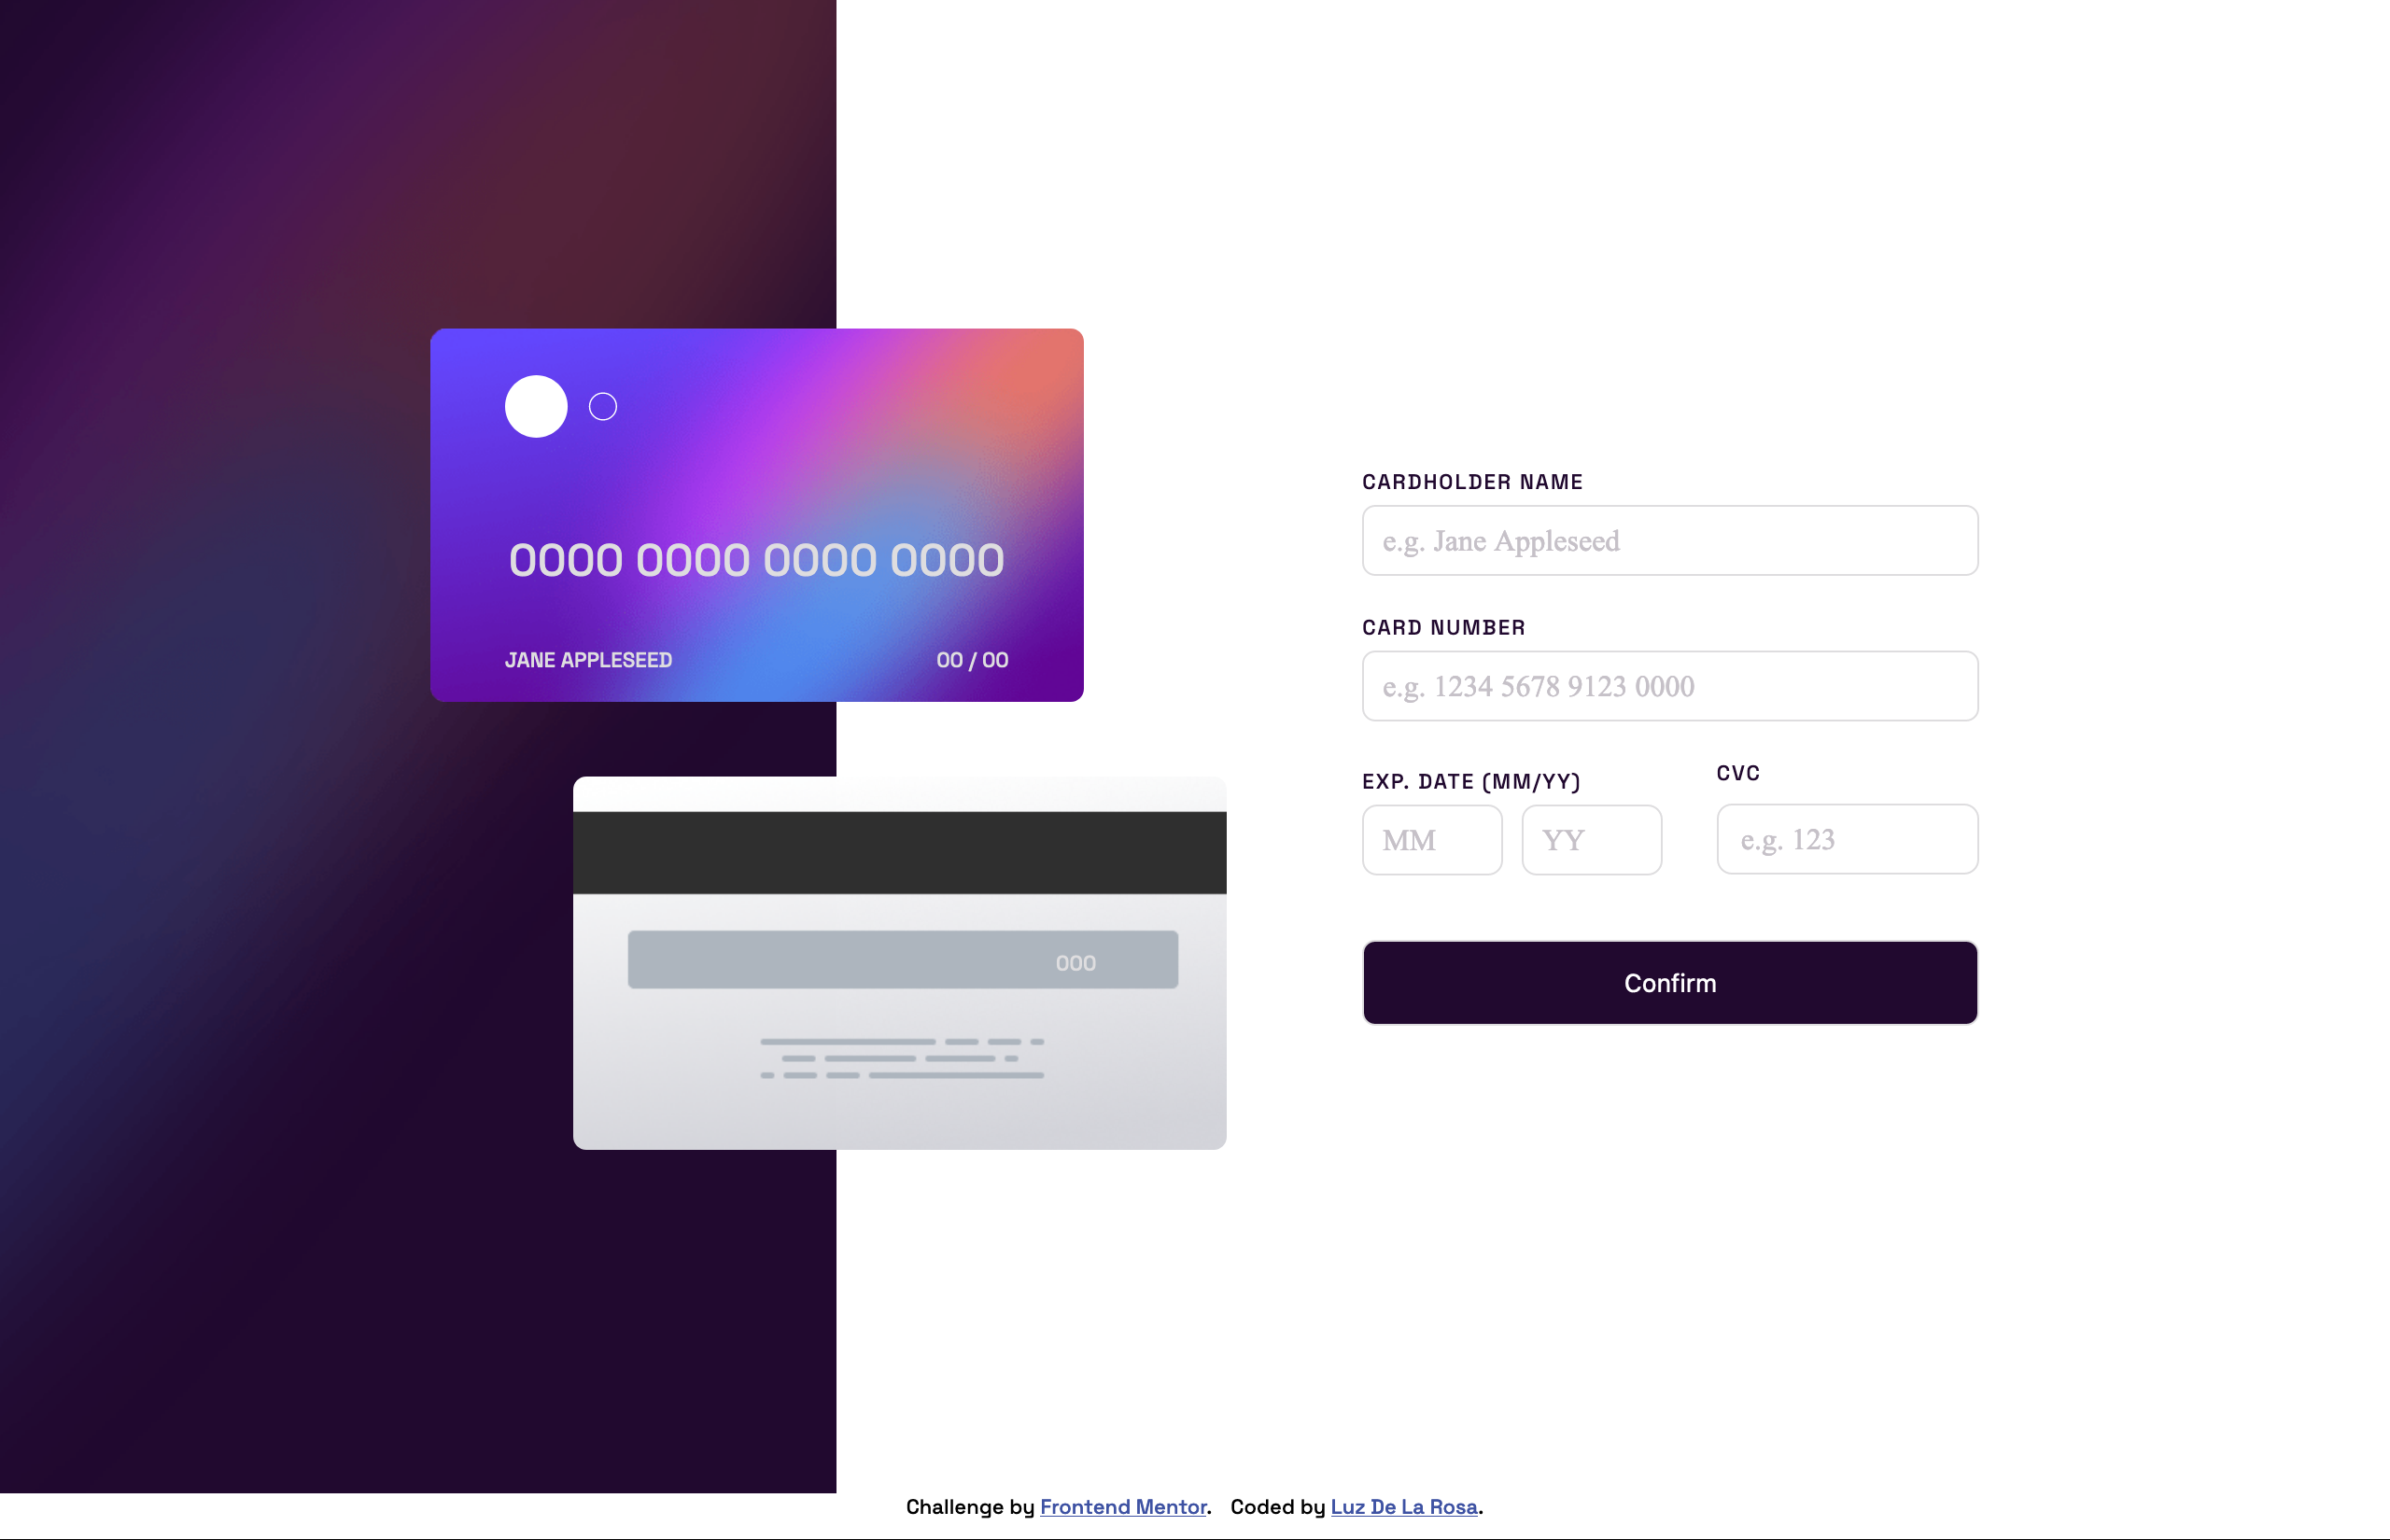 0000 0000 0000 0000
JANE APPLESEED 00 / 00
000
CARDHOLDER NAME
e.g. Jane Appleseed
CARD NUMBER
e.g. 1234 5678 9123 0000
EXP. DATE (MM/YY) CVC
MM YY e.g. 123
Confirm
Challenge by Frontend Mentor. Coded by Luz De La Rosa.